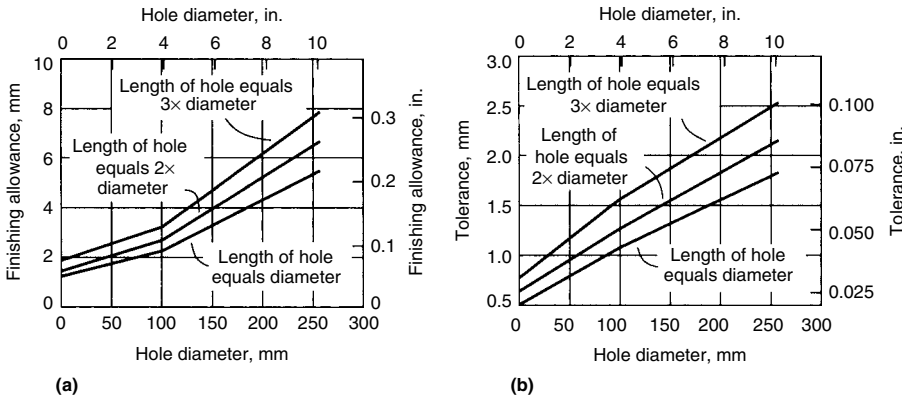 Hole diameter, in.
0 2 4 6 8 10
10
8
6
4
2
0
Finishing allowance, mm
Length of hole equals
3× diameter
Length of hole
equals 2×
diameter
Length of hole
equals diameter
0.3
0.2
0.1
0
Finishing allowance, in.
0 50 100 150 200 250 300
Hole diameter, mm
(a)
Hole diameter, in.
0 2 4 6 8 10
3.0
2.5
2.0
1.5
1.0
0.5
Tolerance, mm
Length of hole equals
3× diameter
Length of
hole equals
2× diameter
Length of hole
equals diameter
0.100
0.075
0.050
0.025
Tolerance, in.
0 50 100 150 200 250 300
Hole diameter, mm
(b)